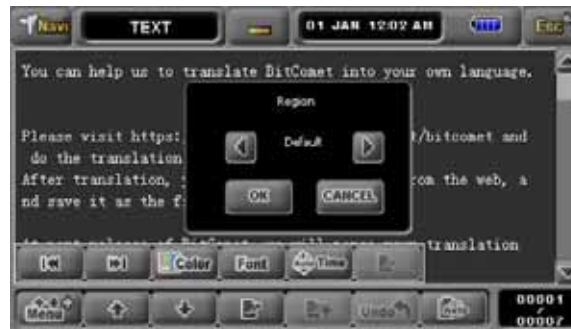 Navi TEXT 01 JAN 12:02 AM Esc
You can help us to translate BitComet into your own language.
Region
Please visit https: Default t/bitcomet and
do the translation
After translation, com the web, a
nd save it as the f OK CANCEL
translation
Color Font Auto Time
Menu Undo 00001
/
00007